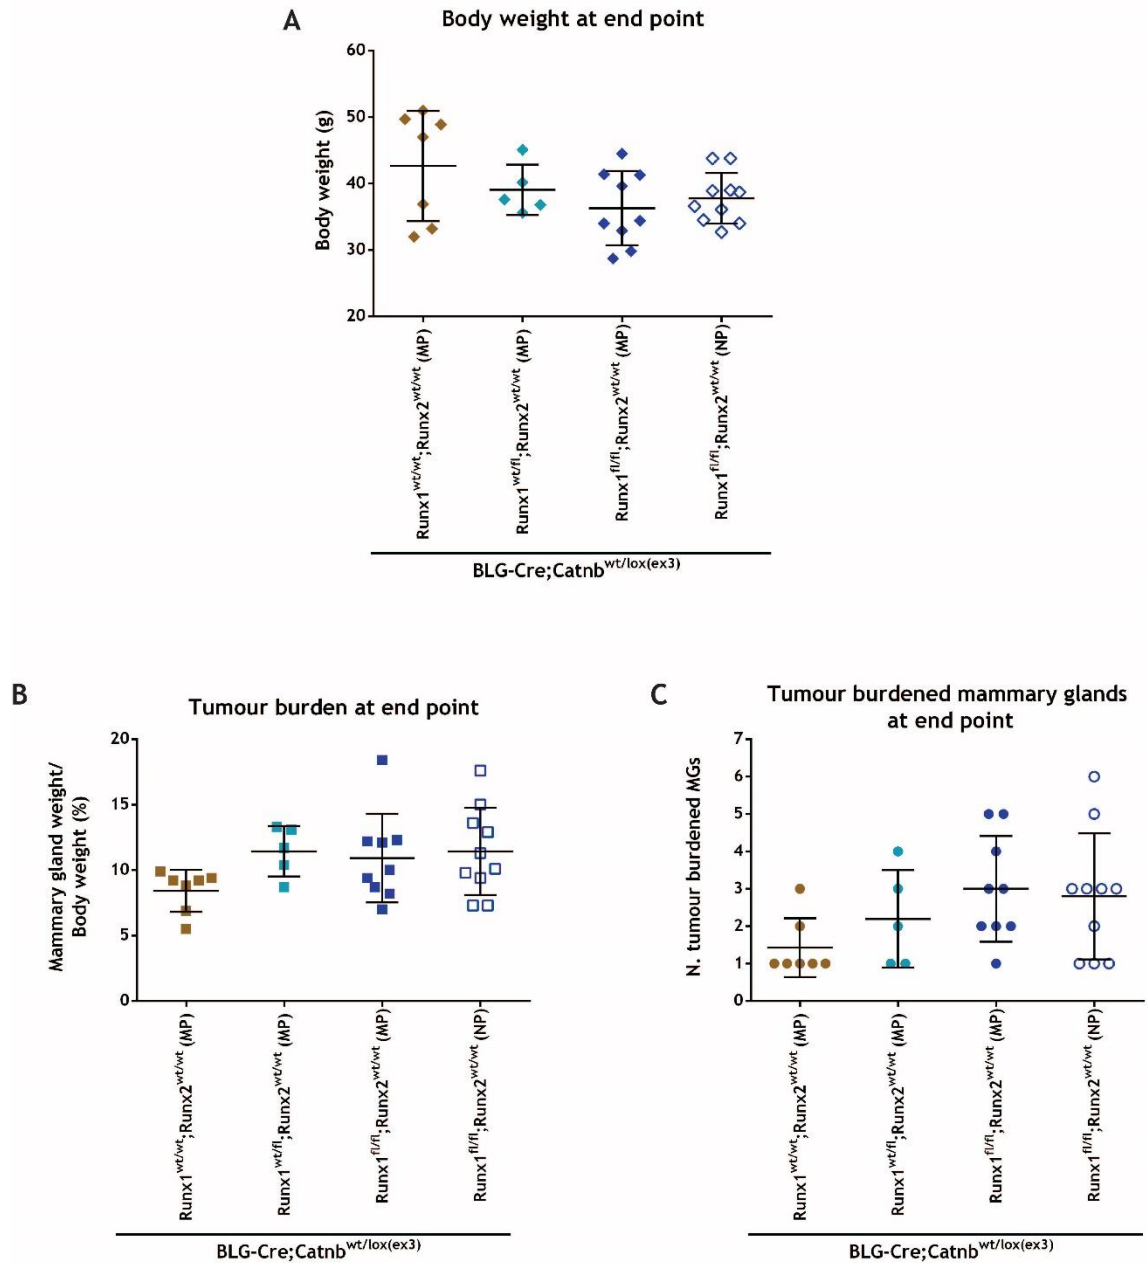 A
Body weight at end point
Body weight (g)
60
50
40
30
20
Runx1wt/wt;Runx2wt/wt (MP)
Runx1wt/fl;Runx2wt/wt (MP)
Runx1fl/fl;Runx2wt/wt (MP)
Runx1fl/fl;Runx2wt/wt (NP)
BLG-Cre;Catnbwt/lox(ex3)
B
Tumour burden at end point
Mammary gland weight/
Body weight (%)
20
15
10
5
0
Runx1wt/wt;Runx2wt/wt (MP)
Runx1wt/fl;Runx2wt/wt (MP)
Runx1fl/fl;Runx2wt/wt (MP)
Runx1fl/fl;Runx2wt/wt (NP)
BLG-Cre;Catnbwt/lox(ex3)
C
Tumour burdened mammary glands
at end point
N. tumour burdened MGs
7
6
5
4
3
2
1
0
Runx1wt/wt;Runx2wt/wt (MP)
Runx1wt/fl;Runx2wt/wt (MP)
Runx1fl/fl;Runx2wt/wt (MP)
Runx1fl/fl;Runx2wt/wt (NP)
BLG-Cre;Catnbwt/lox(ex3)